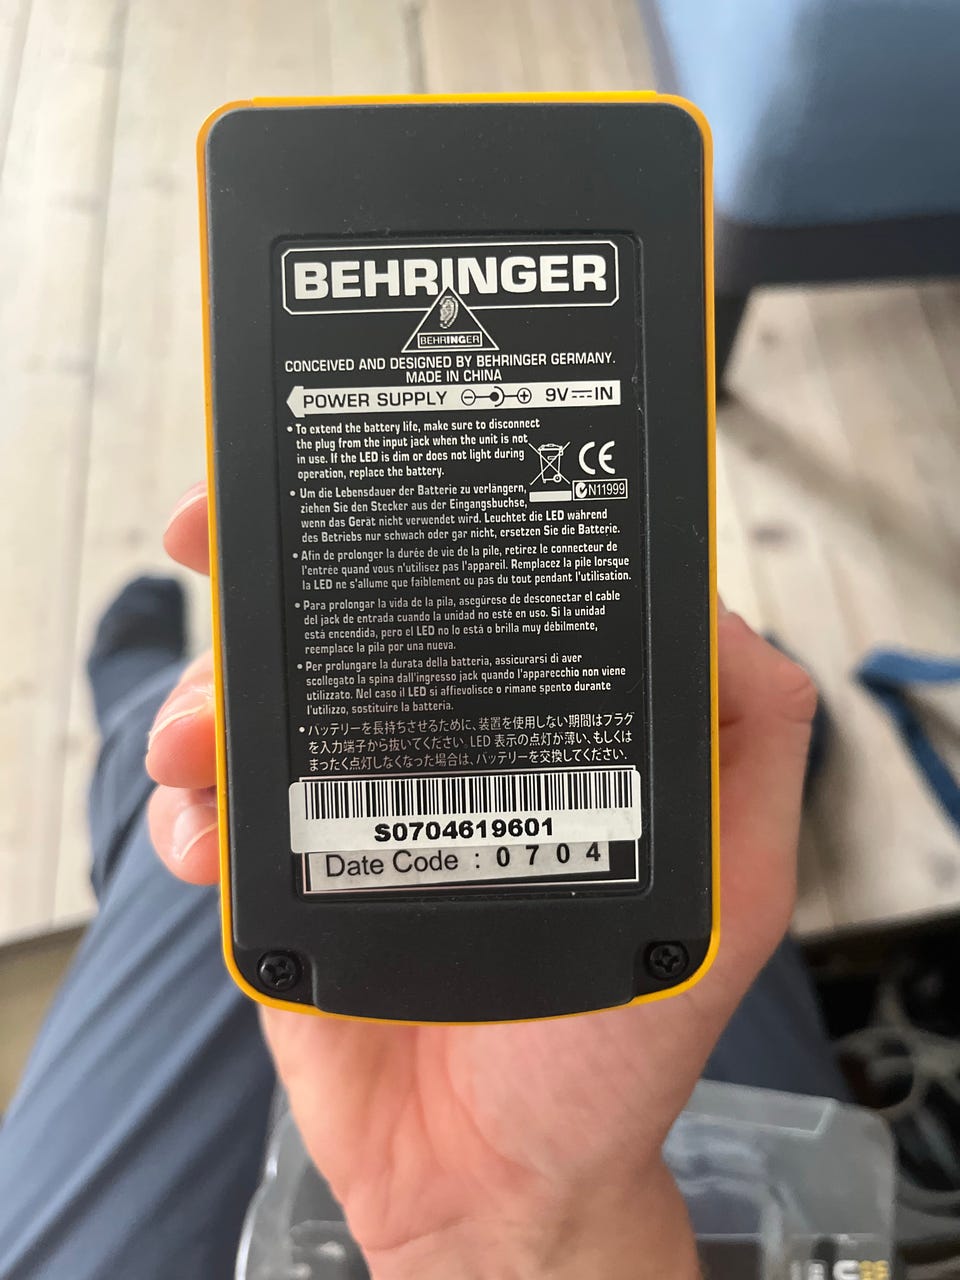 BEHRINGER
BEHRINGER
CONCEIVED AND DESIGNED BY BEHRINGER GERMANY.
MADE IN CHINA
POWER SUPPLY 9V IN
• To extend the battery life, make sure to disconnect
the plug from the input jack when the unit is not
in use. If the LED is dim or does not light during
operation, replace the battery.
CE
N11999
• Um die Lebensdauer der Batterie zu verlängern,
ziehen Sie den Stecker aus der Eingangsbuchse,
wenn das Gerät nicht verwendet wird. Leuchtet die LED während
des Betriebs nur schwach oder gar nicht, ersetzen Sie die Batterie.
• Afin de prolonger la durée de vie de la pile, retirez le connecteur de
l'entrée quand vous n'utilisez pas l'appareil. Remplacez la pile lorsque
la LED ne s'allume que faiblement ou pas du tout pendant l'utilisation.
• Para prolongar la vida de la pila, asegúrese de desconectar el cable
del jack de entrada cuando la unidad no esté en uso. Si la unidad
está encendida, pero el LED no lo está o brilla muy débilmente,
reemplace la pila por una nueva.
• Per prolungare la durata della batteria, assicurarsi di aver
scollegato la spina dall'ingresso jack quando l'apparecchio non viene
utilizzato. Nel caso il LED si affievolisce o rimane spento durante
l'utilizzo, sostituire la batteria.
• バッテリーを長持ちさせるために、装置を使用しない期間はプラグ
を入力端子から抜いてください。LED 表示の点灯が薄い、もしくは
まったく点灯しなくなった場合は、バッテリーを交換してください.
S0704619601
Date Code : 0 7 0 4